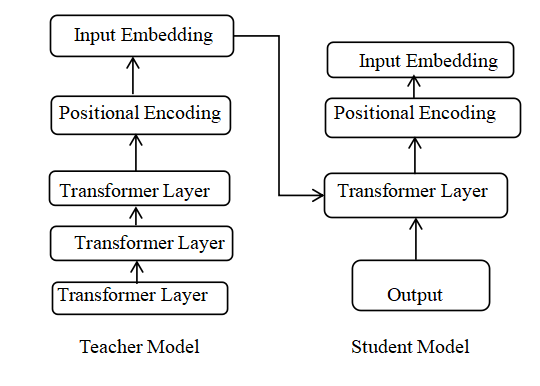 Input Embedding
Positional Encoding
Transformer Layer
Transformer Layer
Transformer Layer
Teacher Model
Input Embedding
Positional Encoding
Transformer Layer
Output
Student Model